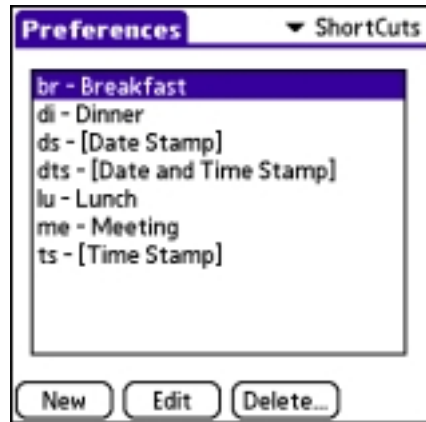 Preferences ShortCuts
br - Breakfast
di - Dinner
ds - [Date Stamp]
dts - [Date and Time Stamp]
lu - Lunch
me - Meeting
ts - [Time Stamp]
New Edit Delete...